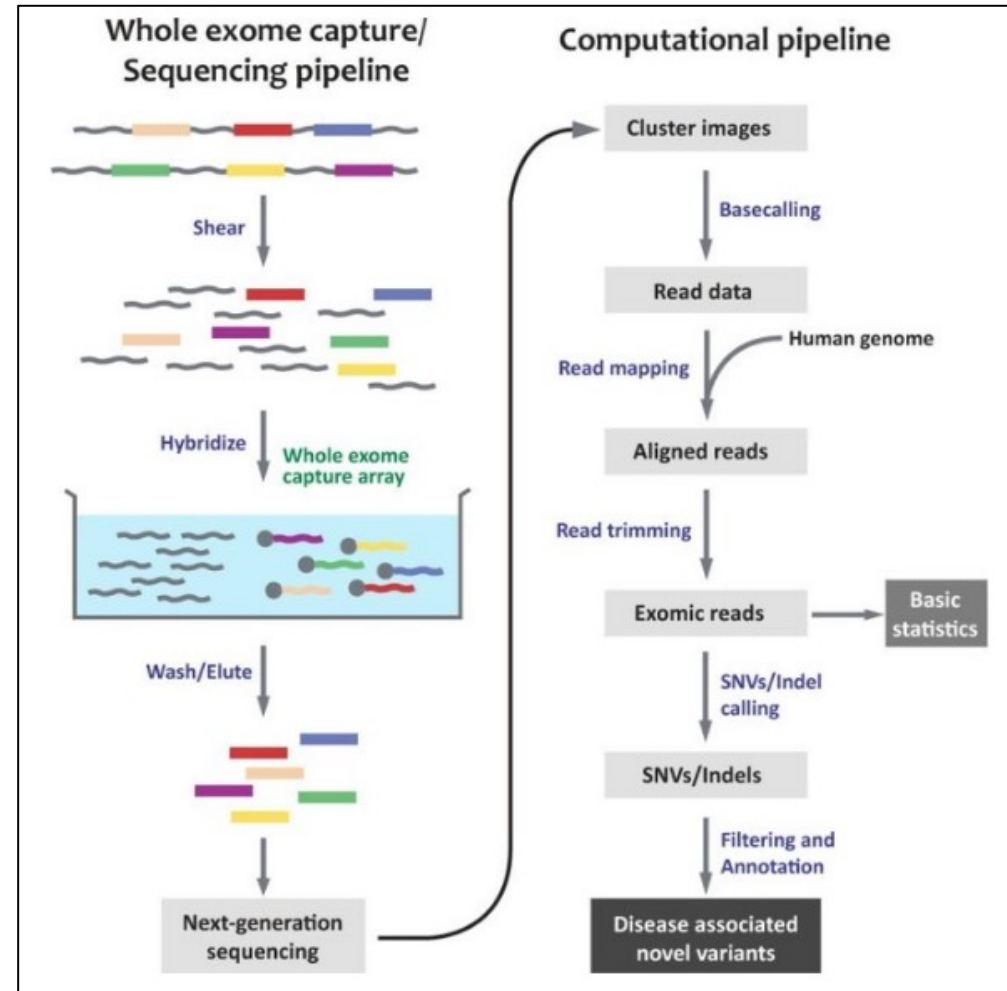 Whole exome capture/
Sequencing pipeline
Shear
Hybridize
Whole exome
capture array
Wash/Elute
Next-generation
sequencing
Computational pipeline
Cluster images
Basecalling
Read data
Human genome
Read mapping
Aligned reads
Read trimming
Exomic reads
Basic
statistics
SNVs/Indel
calling
SNVs/Indels
Filtering and
Annotation
Disease associated
novel variants